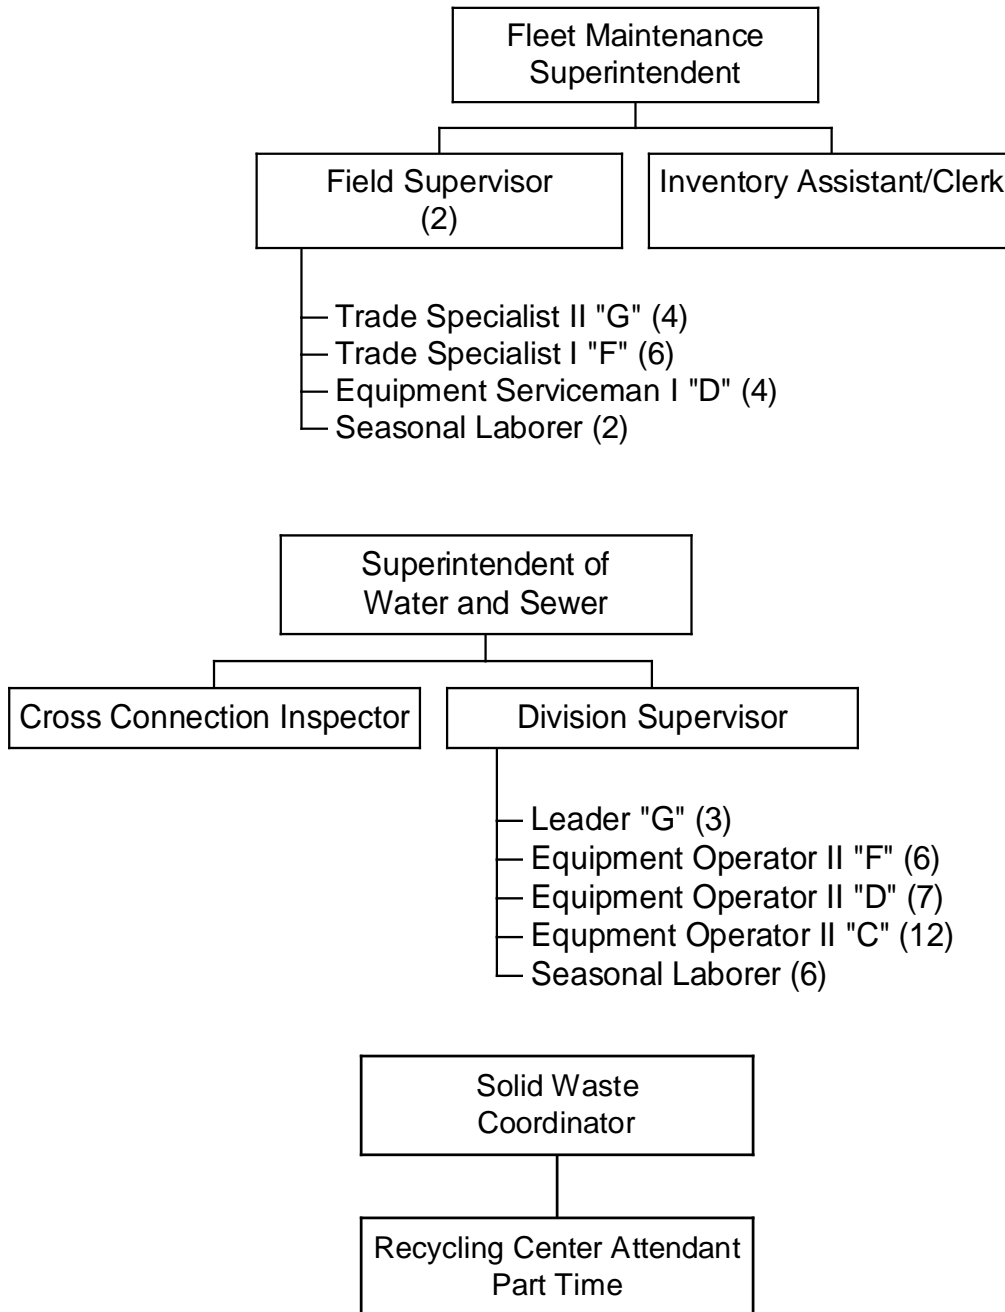 Fleet Maintenance
Superintendent
Field Supervisor
(2)
Inventory Assistant/Clerk
Trade Specialist II "G" (4)
Trade Specialist I "F" (6)
Equipment Serviceman I "D" (4)
Seasonal Laborer (2)
Superintendent of
Water and Sewer
Cross Connection Inspector
Division Supervisor
Leader "G" (3)
Equipment Operator II "F" (6)
Equipment Operator II "D" (7)
Equpment Operator II "C" (12)
Seasonal Laborer (6)
Solid Waste
Coordinator
Recycling Center Attendant
Part Time